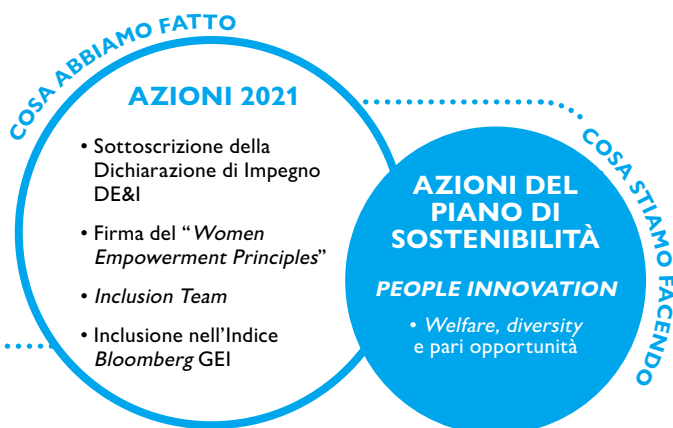 COSA ABBIAMO FATTO
AZIONI 2021
• Sottoscrizione della
Dichiarazione di Impegno
DE&I
• Firma del “Women
Empowerment Principles”
• Inclusion Team
• Inclusione nell’Indice
Bloomberg GEI
COSA STIAMO FACENDO
AZIONI DEL
PIANO DI
SOSTENIBILITÀ
PEOPLE INNOVATION
• Welfare, diversity
e pari opportunità